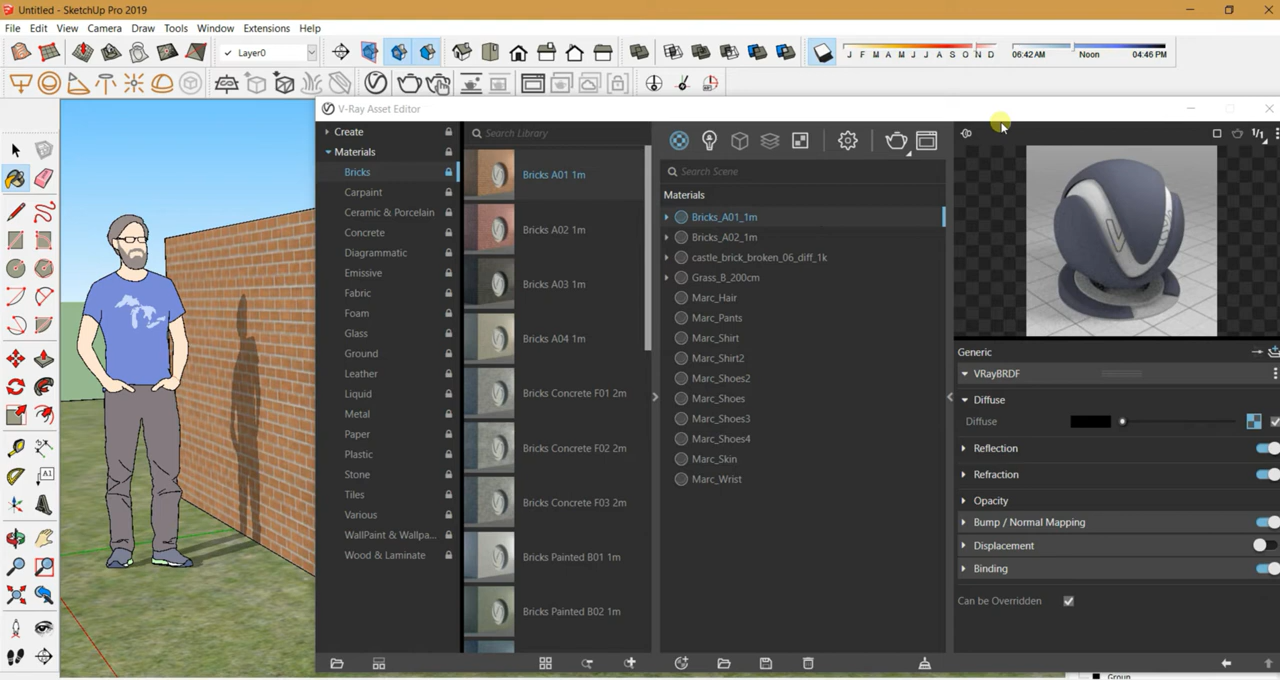 Untitled - SketchUp Pro 2019
File Edit View Camera Draw Tools Window Extensions Help
✓ Layer0
J F M A M J J A S O N D
06:42 AM Noon 04:46 PM
V-Ray Asset Editor
Create
Materials
Bricks
Carpaint
Ceramic & Porcelain
Concrete
Diagrammatic
Emissive
Fabric
Foam
Glass
Ground
Leather
Liquid
Metal
Paper
Plastic
Stone
Tiles
Various
WallPaint & Wallpa...
Wood & Laminate
Search Library
Bricks A01 1m
Bricks A02 1m
Bricks A03 1m
Bricks A04 1m
Bricks Concrete F01 2m
Bricks Concrete F02 2m
Bricks Concrete F03 2m
Bricks Painted B01 1m
Bricks Painted B02 1m
Search Scene
Materials
Bricks_A01_1m
Bricks_A02_1m
castle_brick_broken_06_diff_1k
Grass_B_200cm
Marc_Hair
Marc_Pants
Marc_Shirt
Marc_Shirt2
Marc_Shoes2
Marc_Shoes
Marc_Shoes3
Marc_Shoes4
Marc_Skin
Marc_Wrist
1/1
Generic
VRayBRDF
Diffuse
Diffuse
Reflection
Refraction
Opacity
Bump / Normal Mapping
Displacement
Binding
Can be Overridden
A1
Group